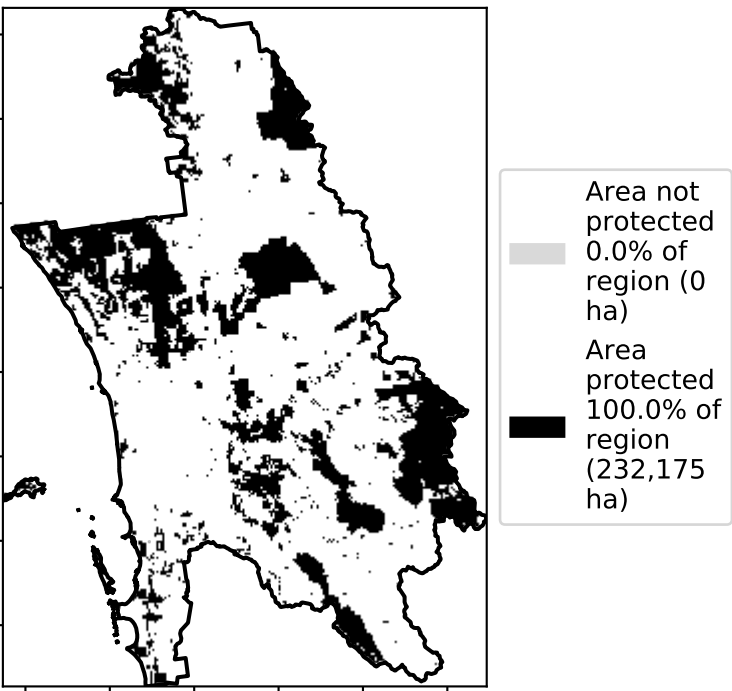 Area not
protected
0.0% of
region (0
ha)
Area
protected
100.0% of
region
(232,175
ha)